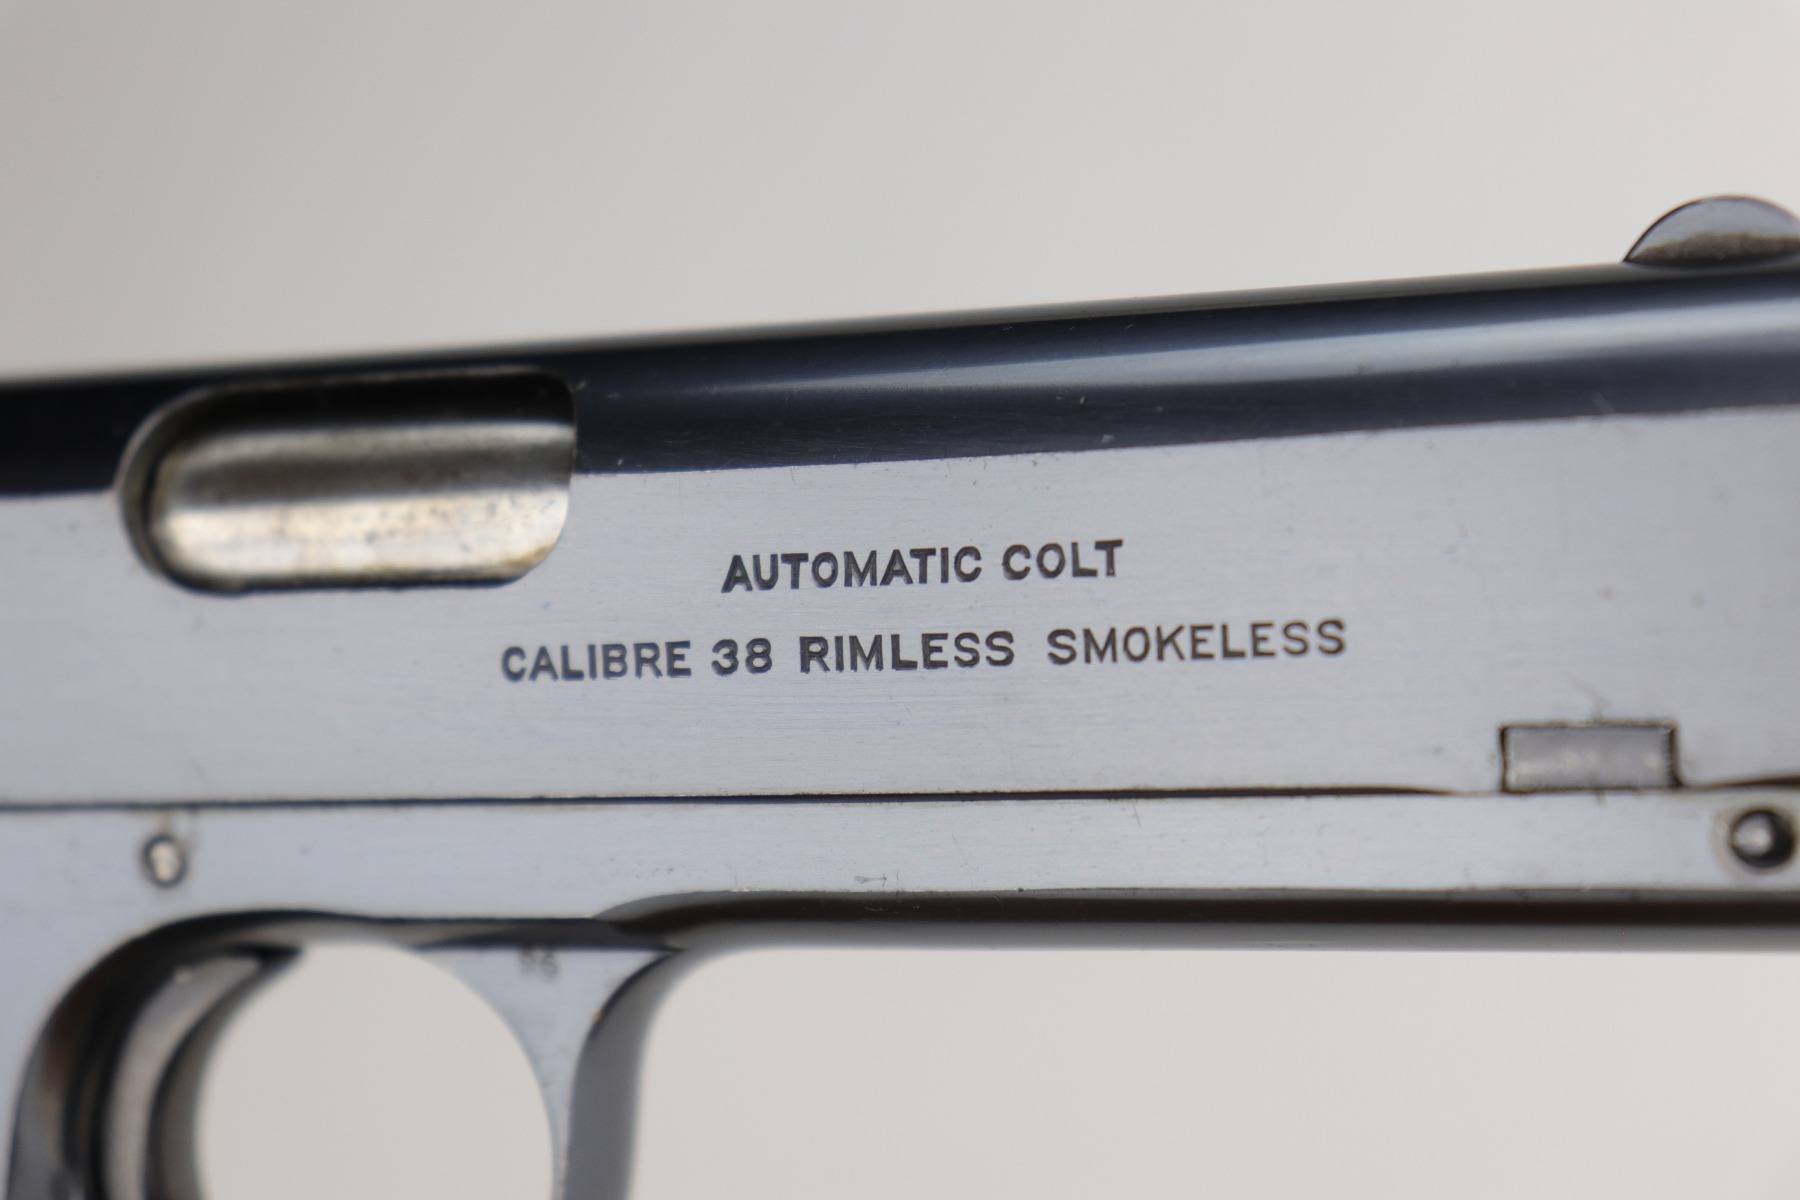 AUTOMATIC COLT
CALIBRE 38 RIMLESS SMOKELESS